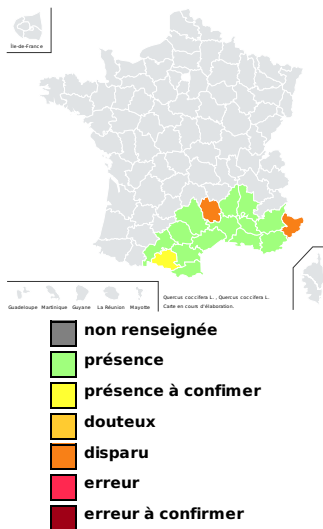 Île-de-France
Guadeloupe Martinique Guyane La Réunion Mayotte
Quercus coccifera L. , Quercus coccifera L.
Carte en cours d'élaboration.
non renseignée
présence
présence à confimer
douteux
disparu
erreur
erreur à confirmer